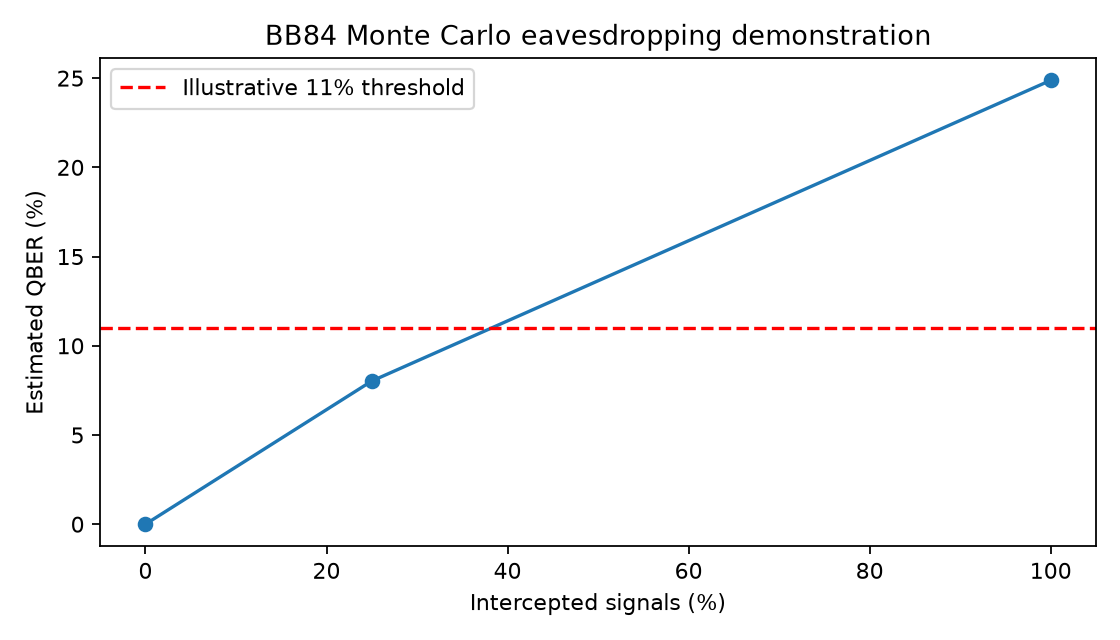 BB84 Monte Carlo eavesdropping demonstration
Illustrative 11% threshold
Estimated QBER (%)
25
20
15
10
5
0
0 20 40 60 80 100
Intercepted signals (%)